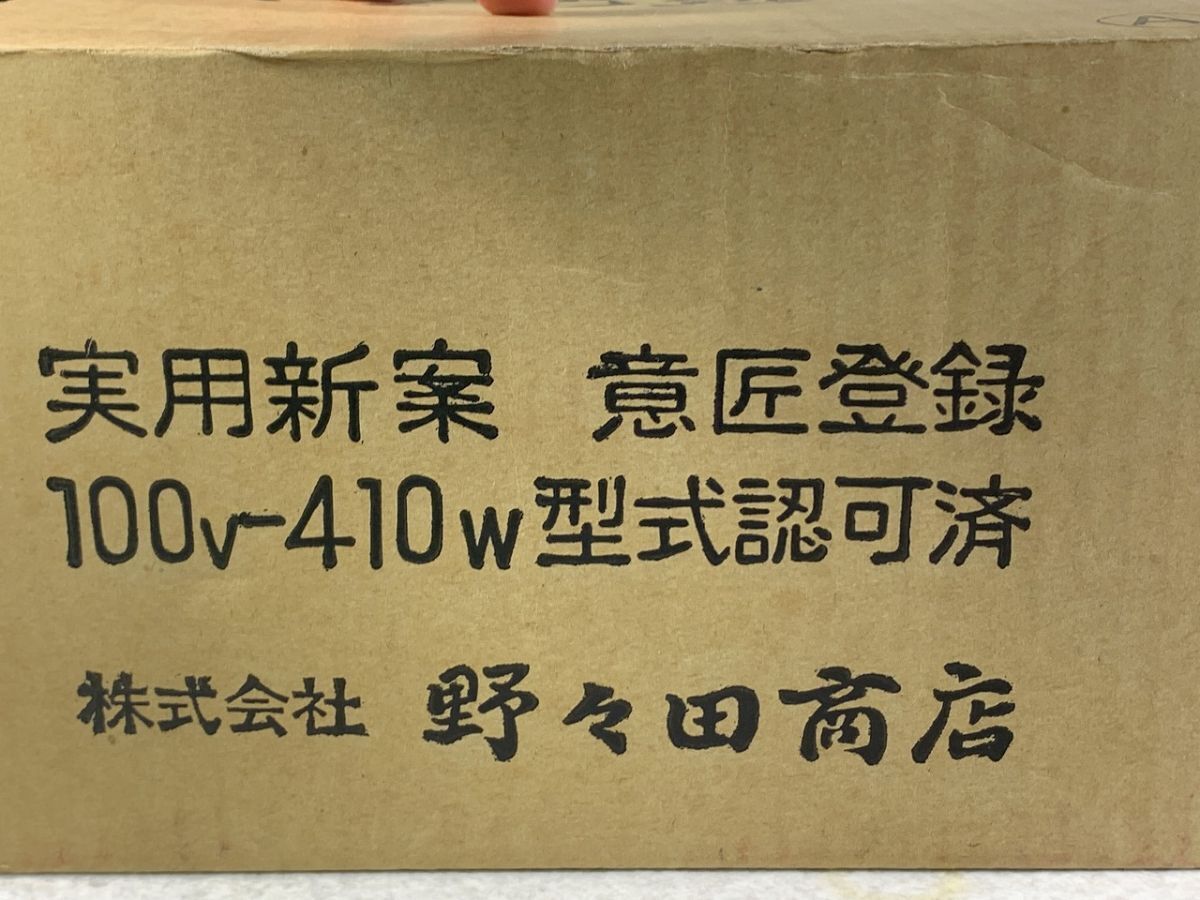 実用新案 意匠登録
100v-410w型式認可済
株式会社 野々田商店